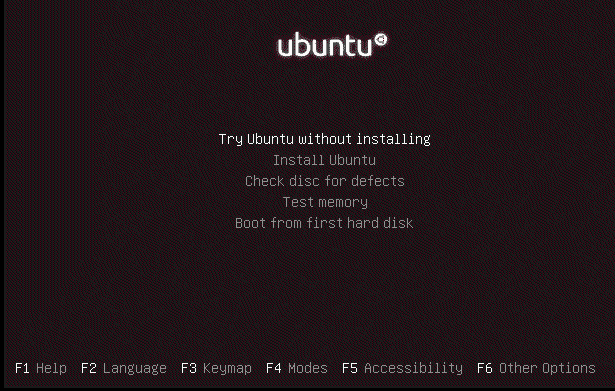 ubuntu
Try Ubuntu without installing
Install Ubuntu
Check disc for defects
Test memory
Boot from first hard disk
F1 Help F2 Language F3 Keymap F4 Modes F5 Accessibility F6 Other Options